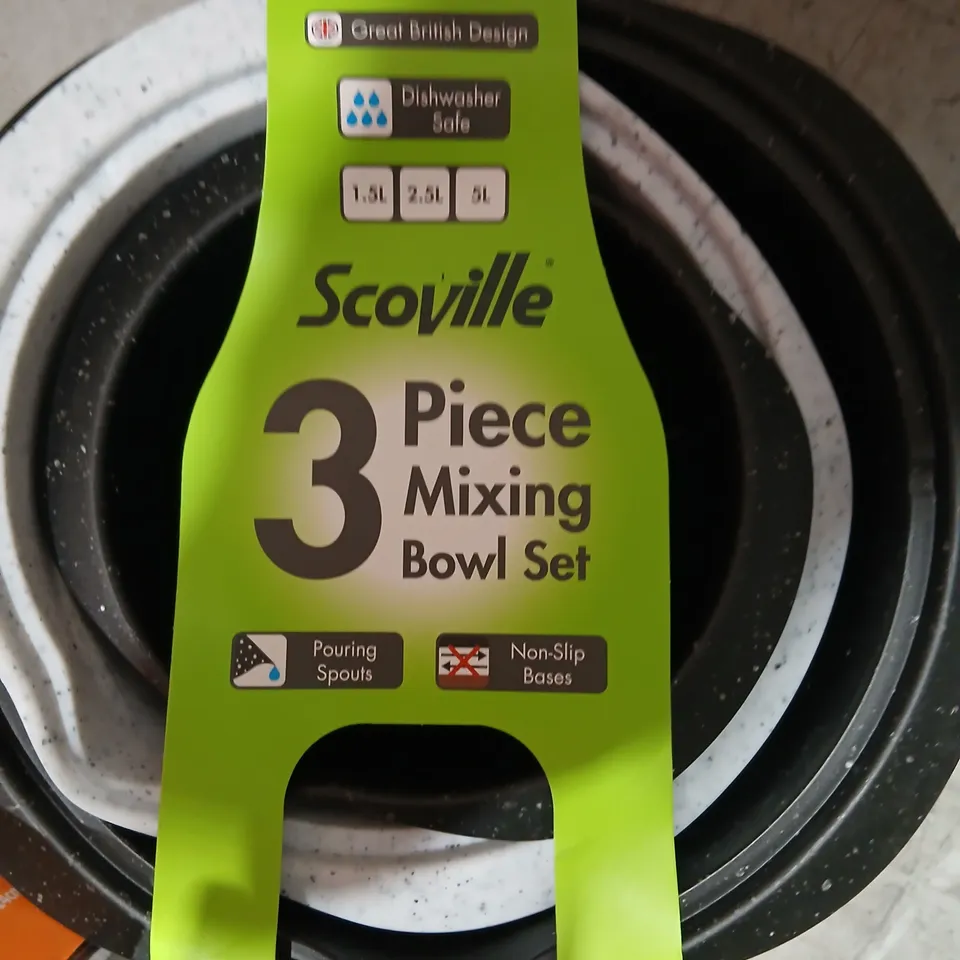 Great British Design
Dishwasher
Safe
1.5L 2.5L 5L
Scoville
3 Piece
Mixing
Bowl Set
Pouring
Spouts
Non-Slip
Bases